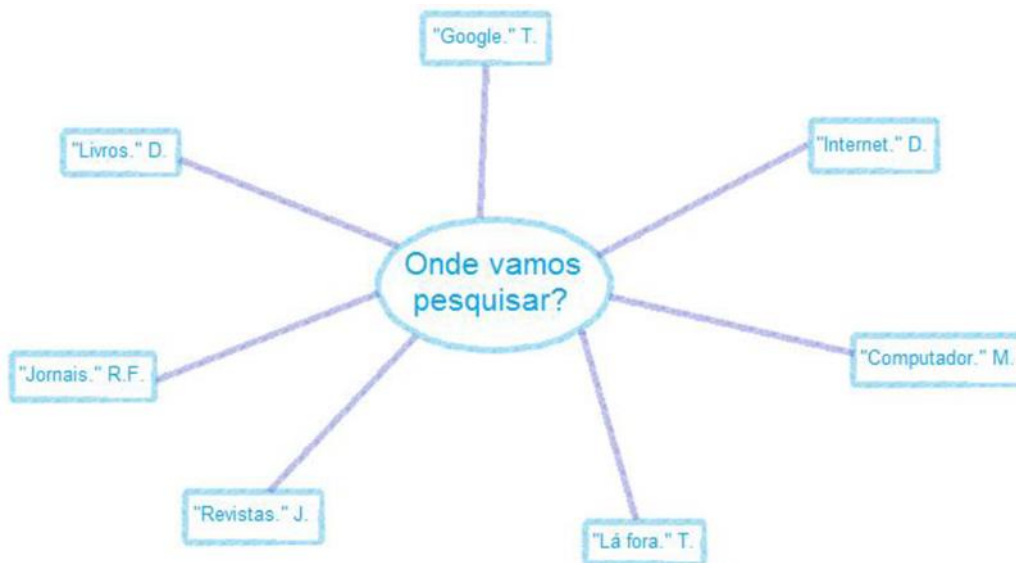 "Google." T.
"Livros." D.
"Internet." D.
Onde vamos
pesquisar?
"Jornais." R.F.
"Computador." M.
"Revistas." J.
"Lá fora." T.